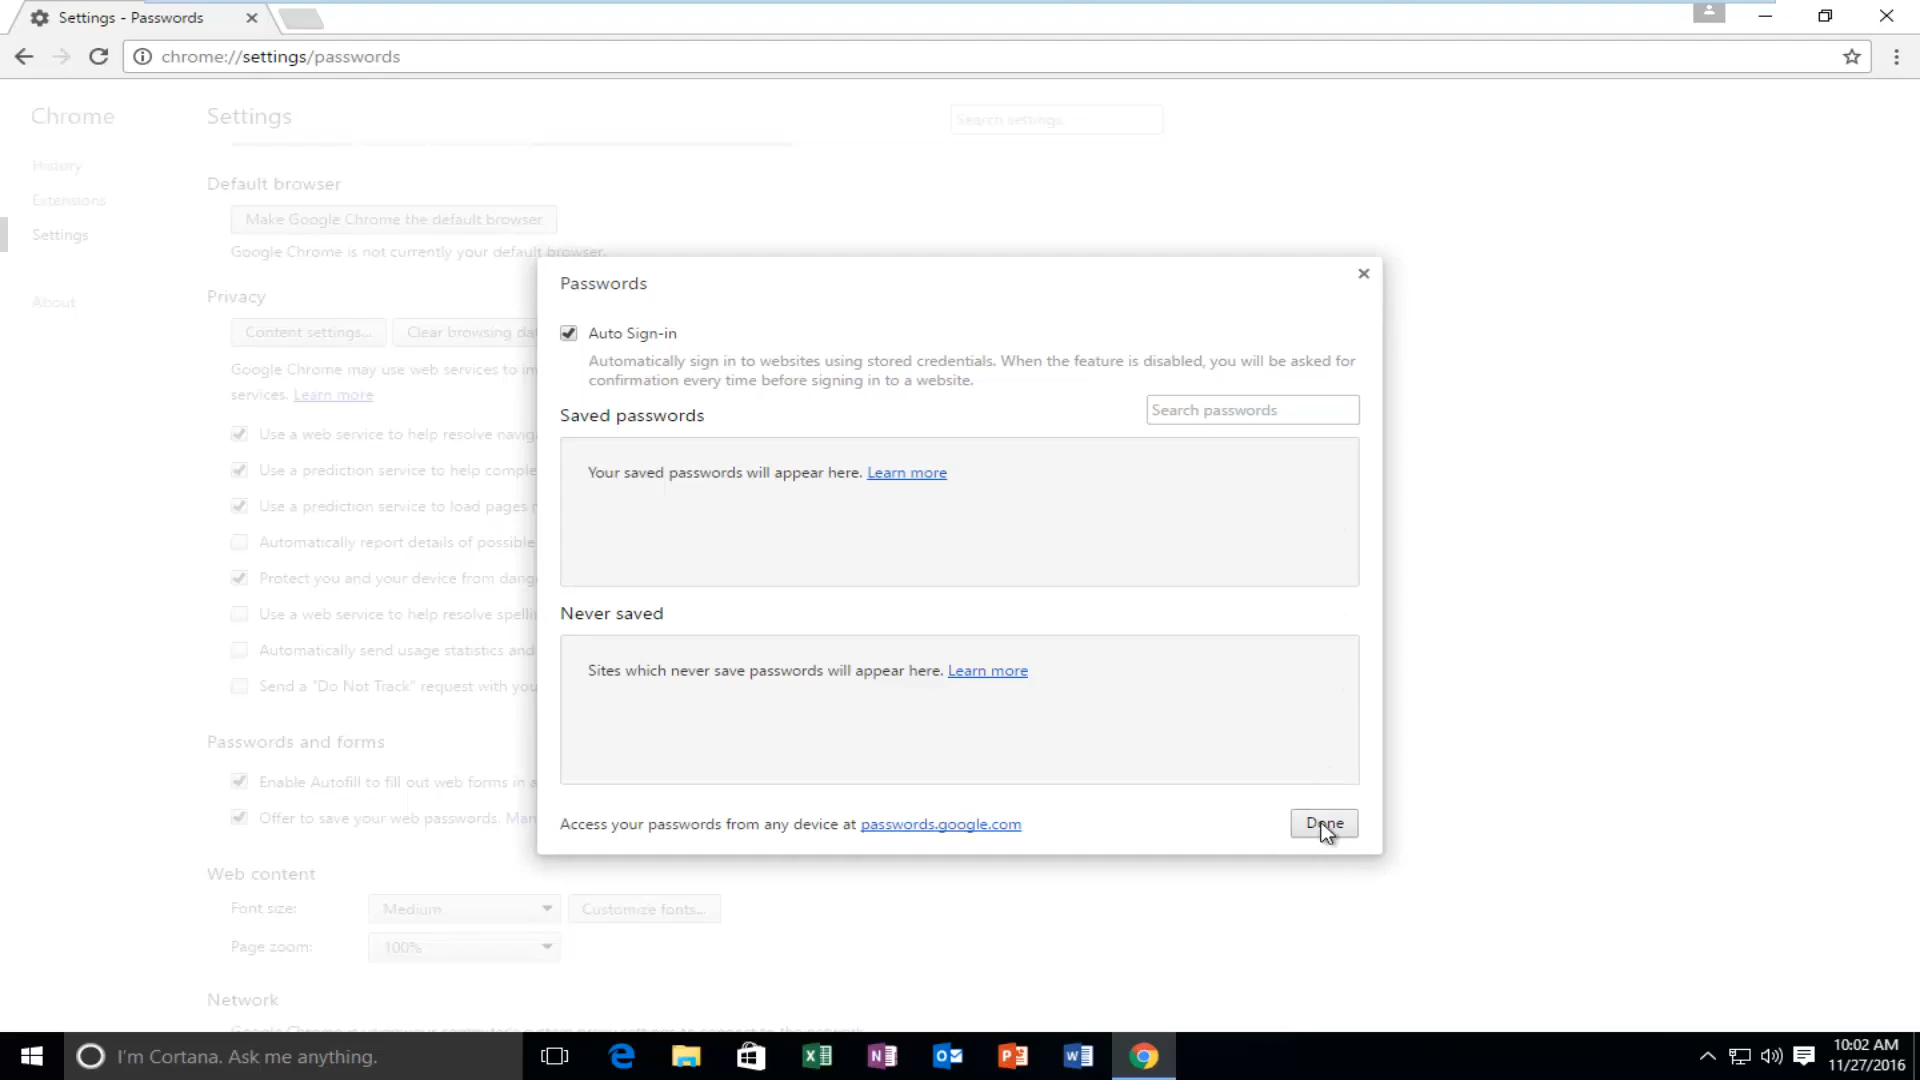 Settings - Passwords
chrome://settings/passwords
Chrome
Settings
Search settings
History
Extensions
Settings
About
Default browser
Make Google Chrome the default browser
Google Chrome is not currently your default browser.
Privacy
Content settings...
Clear browsing
Google Chrome may use web services to
services. Learn more
Use a web service to help resolve
Use a prediction service to help
Use a prediction service to load pages
Automatically report details of possible
Protect you and your device from
Use a web service to help resolve
Automatically send usage statistics and
Send a "Do Not Track" request with
Passwords and forms
Enable Autofill to fill out web forms in a
Offer to save your web passwords.
Web content
Font size:
Medium
Customize fonts...
Page zoom:
100%
Network
Passwords
Auto Sign-in
Automatically sign in to websites using stored credentials. When the feature is disabled, you will be asked for
confirmation every time before signing in to a website.
Saved passwords
Search passwords
Your saved passwords will appear here. Learn more
Never saved
Sites which never save passwords will appear here. Learn more
Access your passwords from any device at passwords.google.com
Done
I'm Cortana. Ask me anything.
10:02 AM
11/27/2016